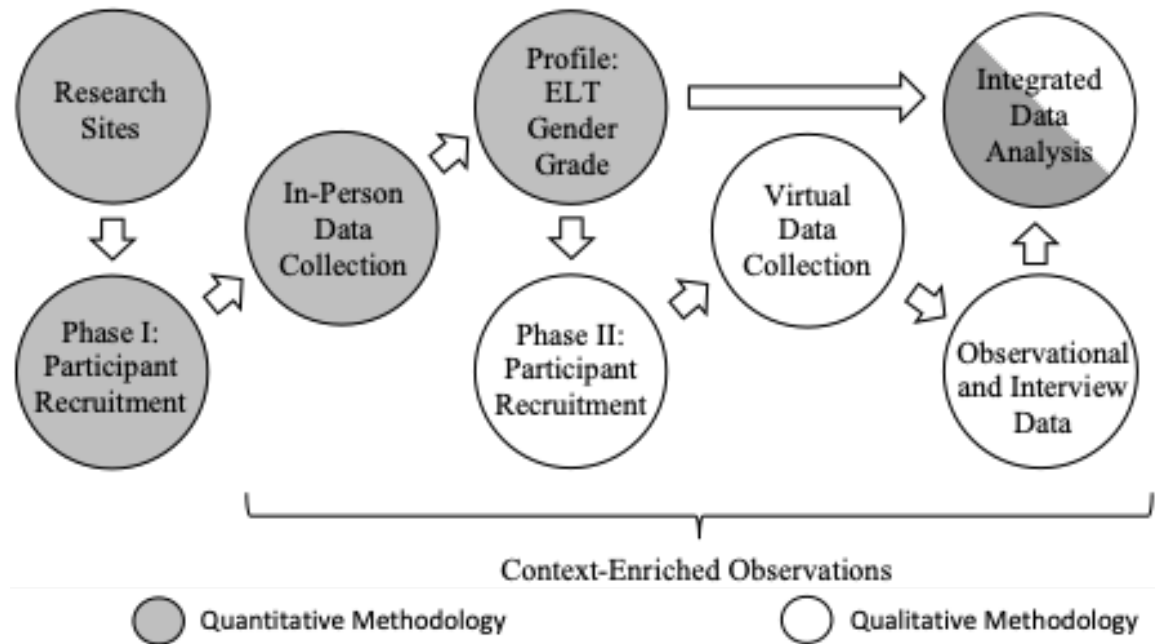 Research
Sites
Phase I:
Participant
Recruitment
In-Person
Data
Collection
Profile:
ELT
Gender
Grade
Phase II:
Participant
Recruitment
Virtual
Data
Collection
Observational
and Interview
Data
Integrated
Data
Analysis
Context-Enriched Observations
Quantitative Methodology
Qualitative Methodology